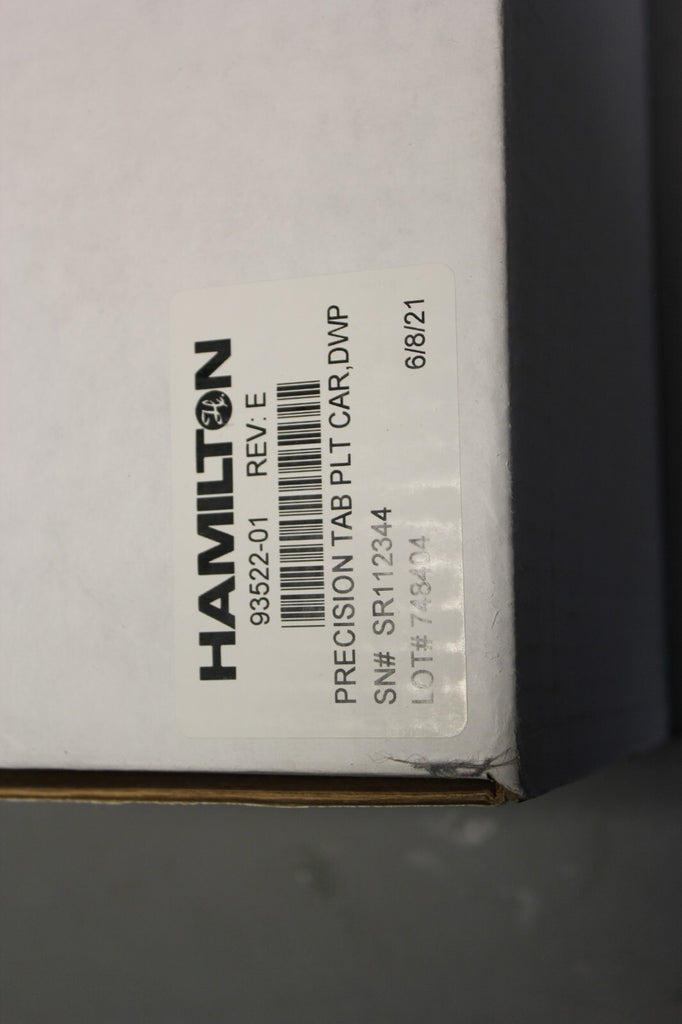 HAMILTON
93522-01 REV: E
PRECISION TAB PLT CAR,DWP
SN# SR112344
LOT# 748404
6/8/21